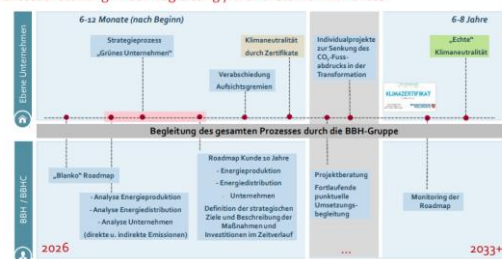 6-12 Monate (nach Beginn)
6-8 Jahre
Ebene Unternehmen
Strategieprozess
„Grünes Unternehmen“
Klimaneutralität
durch Zertifikate
Verabschiedung
Aufsichtsgremien
Individualprojekte
zur Senkung des
CO₂-Fuss-
abdrucks in der
Transformation
„Echte“
Klimaneutralität
KLIMAZERTIFIKAT
Begleitung des gesamten Prozesses durch die BBH-Gruppe
BBH / BBHC
„Blanko“ Roadmap
- Analyse Energieproduktion
- Analyse Energiedistribution
- Analyse Unternehmen
(direkte u. indirekte Emissionen)
Roadmap Kunde 10 Jahre
- Energieproduktion
- Energiedistribution
- Unternehmen
Definition der strategischen
Ziele und Beschreibung der
Maßnahmen und
Investitionen im Zeitverlauf
Projektberatung
Fortlaufende
punktuelle
Umsetzungs-
begleitung
Monitoring der
Roadmap
2026
...
2033+